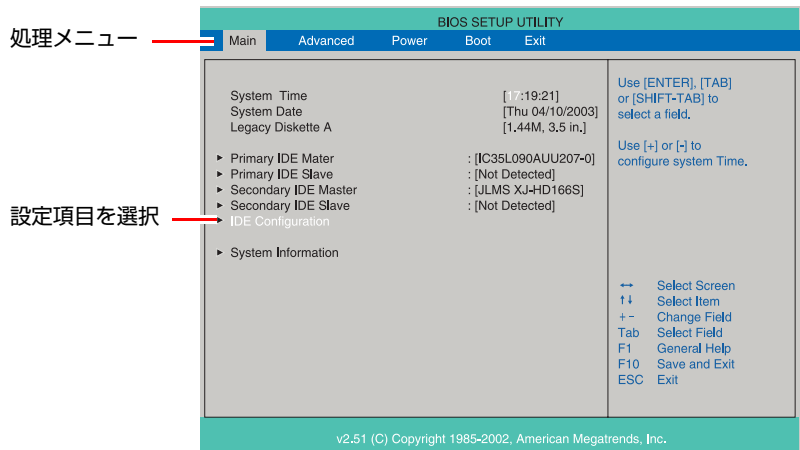 BIOS SETUP UTILITY
処理メニュー
Main Advanced Power Boot Exit
System Time [17:19:21]
System Date [Thu 04/10/2003]
Legacy Diskette A [1.44M, 3.5 in.]
Primary IDE Mater : [IC35L090AUU207-0]
Primary IDE Slave : [Not Detected]
Secondary IDE Master : [JLMS XJ-HD166S]
Secondary IDE Slave : [Not Detected]
設定項目を選択
IDE Configuration
System Information
Use [ENTER], [TAB]
or [SHIFT-TAB] to
select a field.
Use [+] or [-] to
configure system Time.
↔ Select Screen
↑↓ Select Item
+ - Change Field
Tab Select Field
F1 General Help
F10 Save and Exit
ESC Exit
v2.51 (C) Copyright 1985-2002, American Megatrends, Inc.